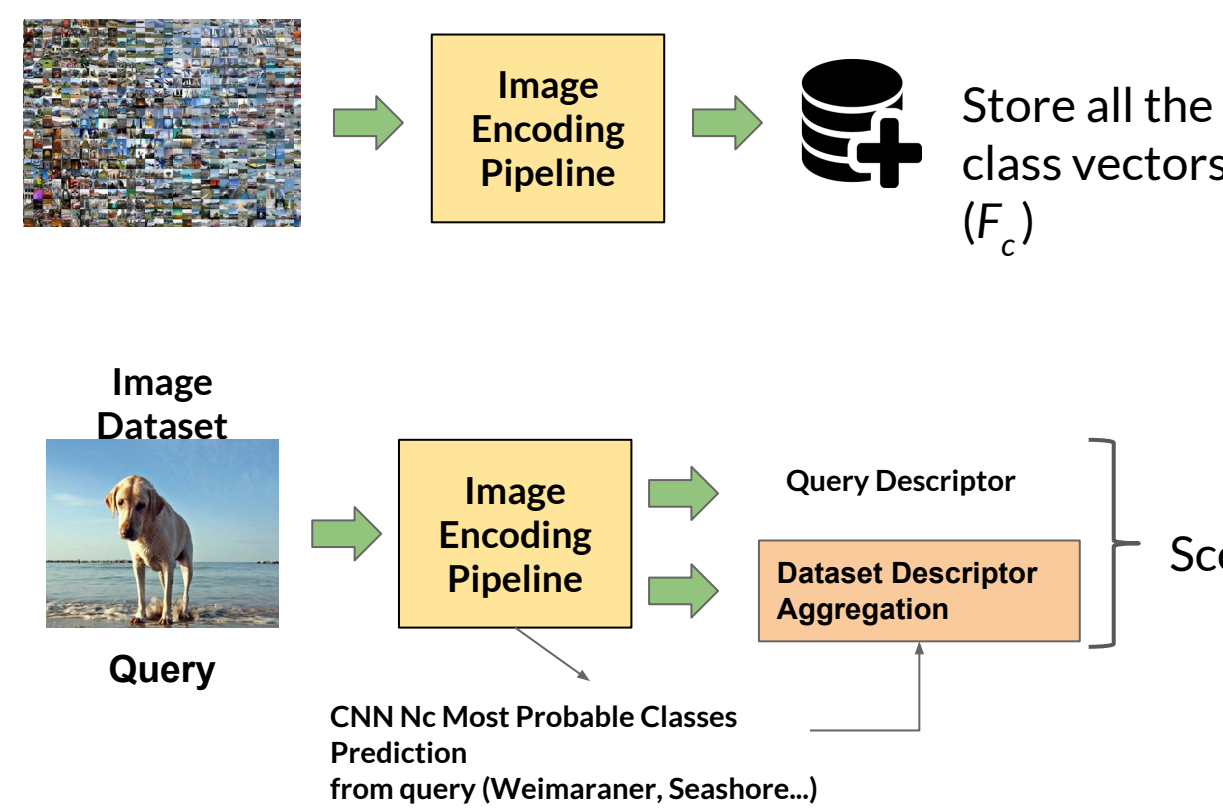 Image
Encoding
Pipeline
Store all the
class vectors
(F_c)
Image
Dataset
Image
Encoding
Pipeline
Query Descriptor
Dataset Descriptor
Aggregation
Query
CNN Nc Most Probable Classes
Prediction
from query (Weimaraner, Seashore...)